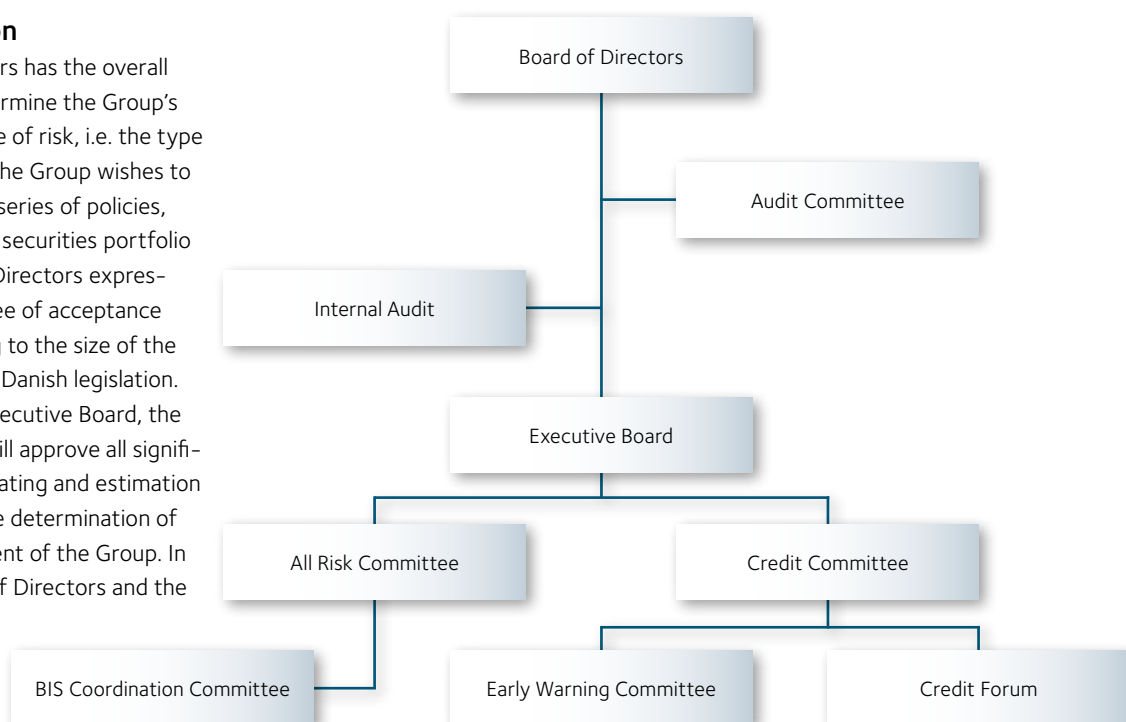 on
rs has the overall
ermine the Group's
e of risk, i.e. the type
the Group wishes to
series of policies,
securities portfolio
Directors expres-
ee of acceptance
g to the size of the
Danish legislation.
ecutive Board, the
ill approve all signifi-
ating and estimation
e determination of
ent of the Group. In
f Directors and the
Board of Directors
Audit Committee
Internal Audit
Executive Board
All Risk Committee
Credit Committee
BIS Coordination Committee
Early Warning Committee
Credit Forum